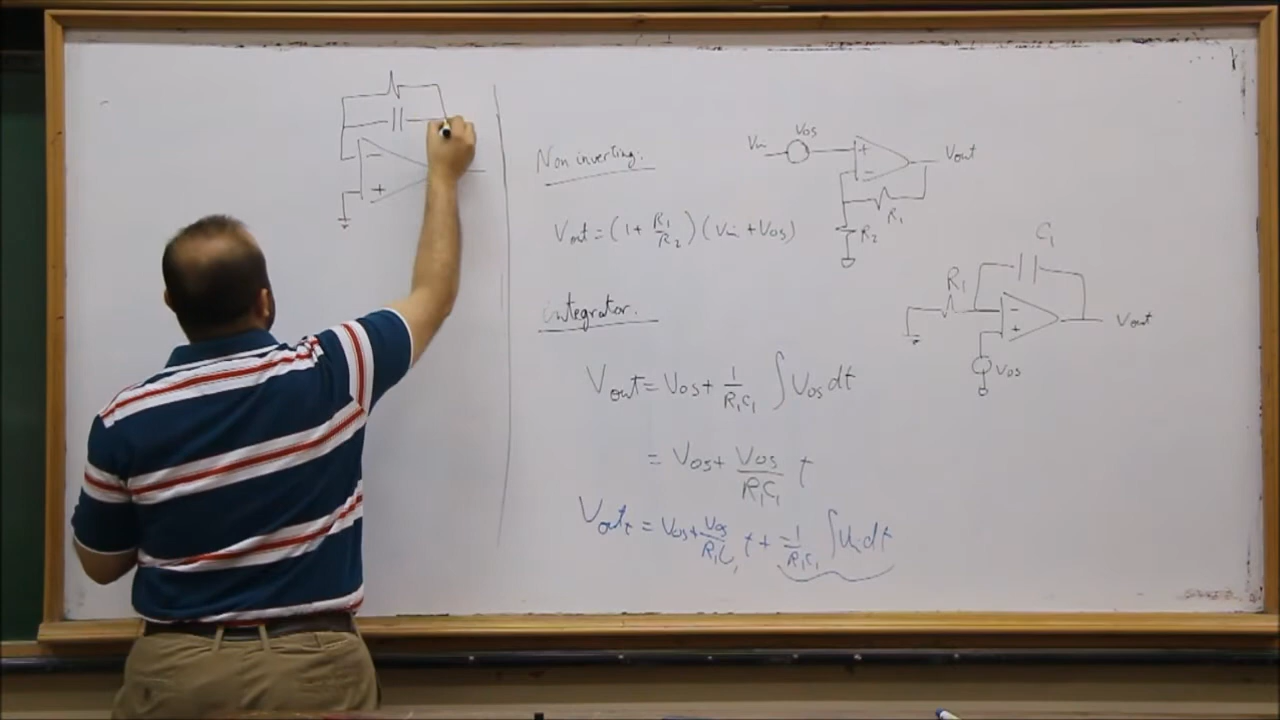 Non inverting:
Vin
Vos
+
-
Vout
R1
R2
Vout = (1 + R1/R2) (Vin + Vos)
-
+
integrator.
C1
R1
-
+
Vout
Vos
Vout = Vos + 1/R1C1 ∫ Vos dt
= Vos + Vos/R1C1 t
Vout = Vos + Vos/R1C1 t + -1/R1C1 ∫ Vin dt